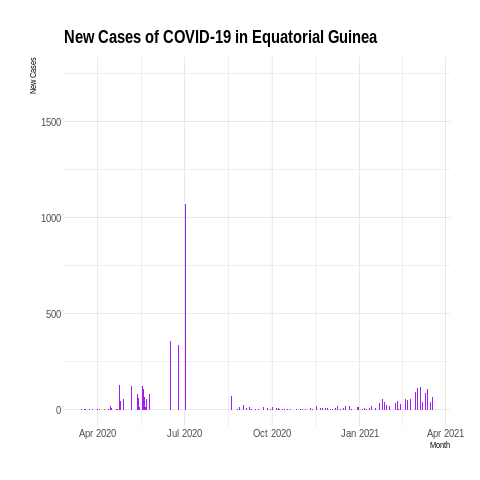 New Cases of COVID-19 in Equatorial Guinea
New Cases
1500
1000
500
0
Apr 2020 Jul 2020 Oct 2020 Jan 2021 Apr 2021
Month